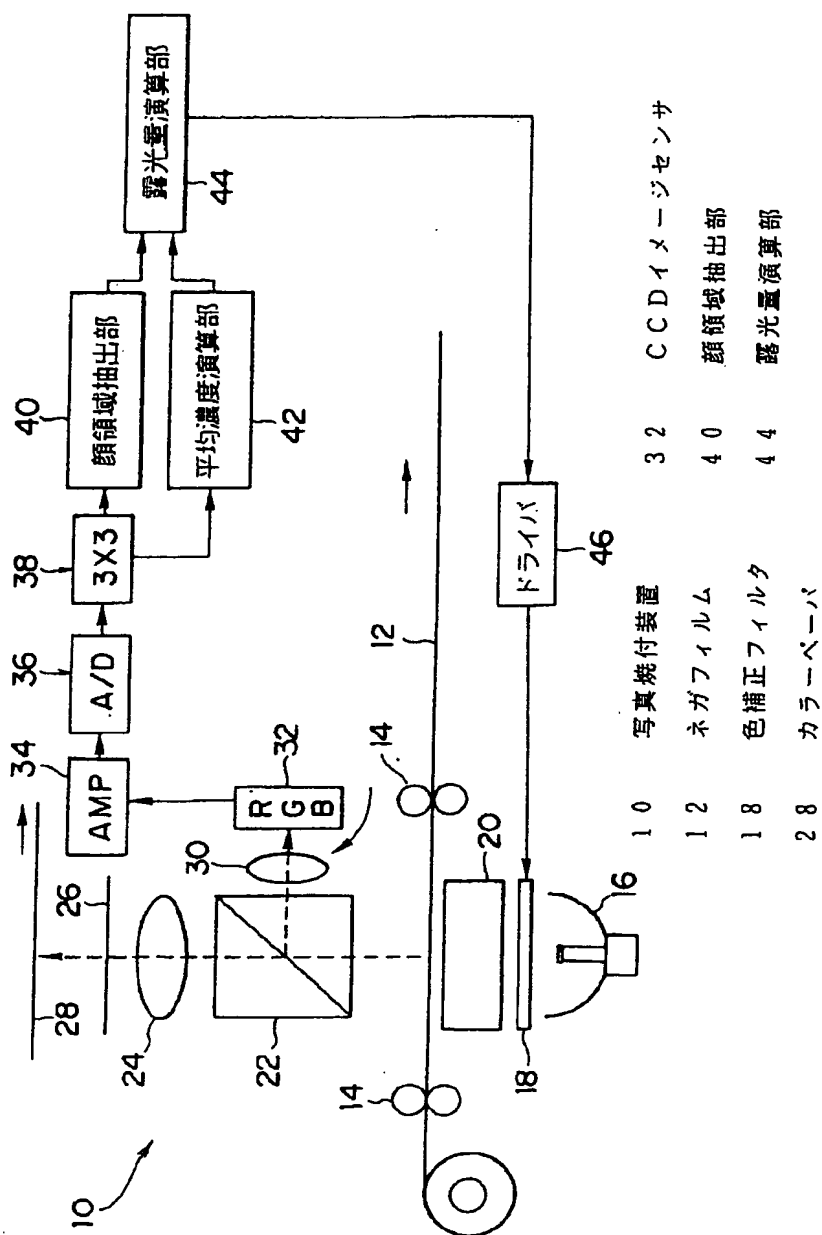 10
28
26
24
22
14
18
16
20
14
12
30
32
R G B
34
AMP
36
A/D
38
3X3
40
顔領域抽出部
42
平均濃度演算部
44
露光量演算部
46
ドライバ
10 写真焼付装置
12 ネガフィルム
18 色補正フィルタ
28 カラーペーパ
32 CCDイメージセンサ
40 顔領域抽出部
44 露光量演算部